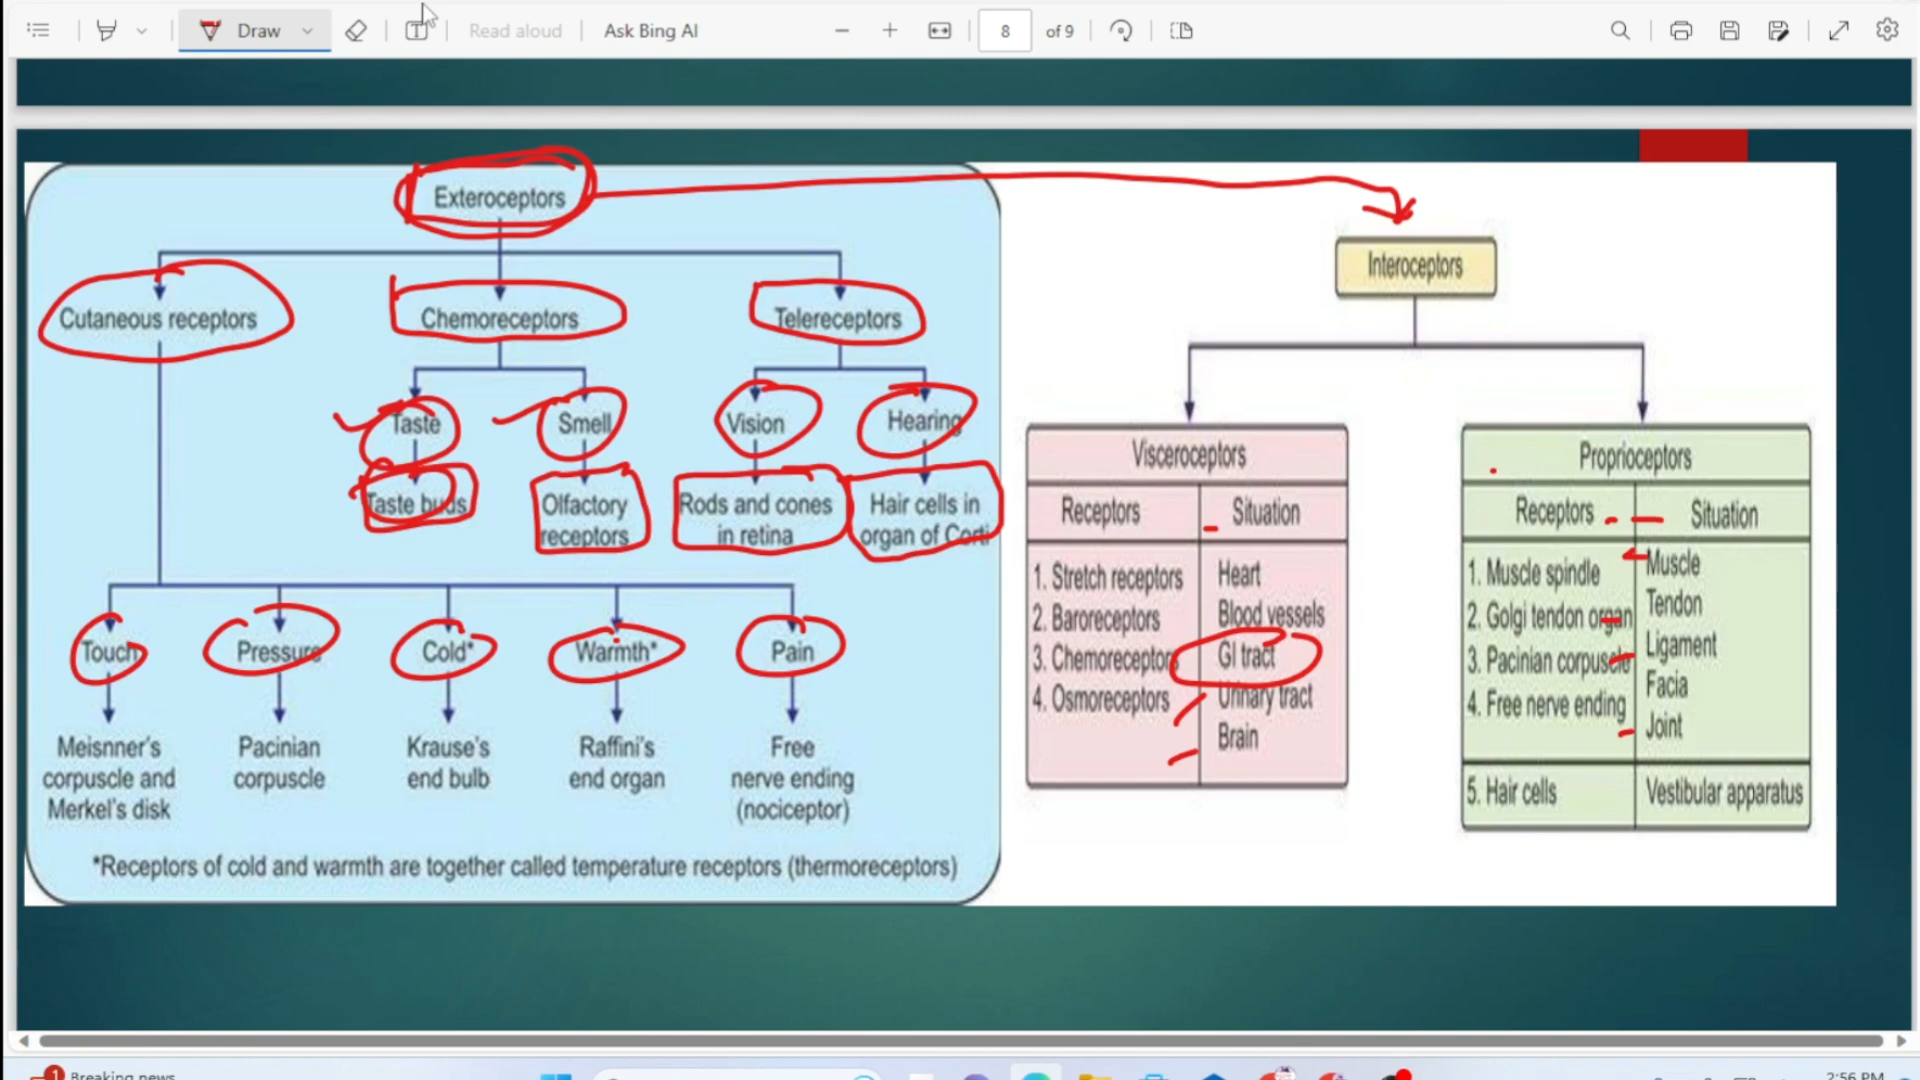 Draw
Read aloud
Ask Bing AI
8
of 9
Exteroceptors
Cutaneous receptors
Chemoreceptors
Telereceptors
Taste
Smell
Vision
Hearing
Taste buds
Olfactory
receptors
Rods and cones
in retina
Hair cells in
organ of Corti
Touch
Pressure
Cold*
Warmth*
Pain
Meisnner's
corpuscle and
Merkel's disk
Pacinian
corpuscle
Krause's
end bulb
Raffini's
end organ
Free
nerve ending
(nociceptor)
*Receptors of cold and warmth are together called temperature receptors (thermoreceptors)
Interoceptors
Visceroceptors
Receptors
Situation
1. Stretch receptors
2. Baroreceptors
3. Chemoreceptors
4. Osmoreceptors
Heart
Blood vessels
GI tract
Urinary tract
Brain
Proprioceptors
Receptors
Situation
1. Muscle spindle
2. Golgi tendon organ
3. Pacinian corpuscle
4. Free nerve ending
Muscle
Tendon
Ligament
Facia
Joint
5. Hair cells
Vestibular apparatus
1
Breaking news
2:56 PM